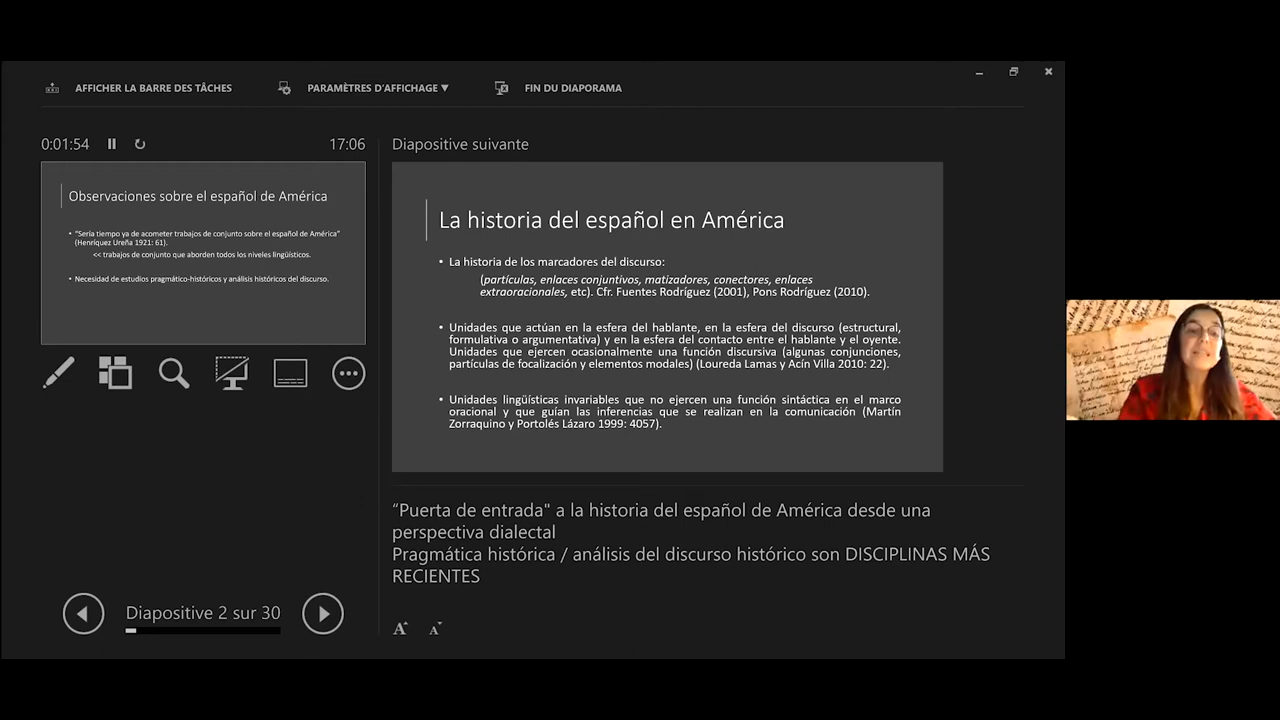 AFFICHER LA BARRE DES TÂCHES
PARAMÈTRES D'AFFICHAGE ▼
FIN DU DIAPORAMA
0:01:54
17:06
Observaciones sobre el español de América
• “Sería tiempo ya de acometer trabajos de conjunto sobre el español de América”
(Henríquez Ureña 1921: 61).
<< trabajos de conjunto que aborden todos los niveles lingüísticos.
• Necesidad de estudios pragmático-históricos y análisis históricos del discurso.
Diapositive 2 sur 30
Diapositive suivante
La historia del español en América
• La historia de los marcadores del discurso:
(partículas, enlaces conjuntivos, matizadores, conectores, enlaces
extraoracionales, etc). Cfr. Fuentes Rodríguez (2001), Pons Rodríguez (2010).
• Unidades que actúan en la esfera del hablante, en la esfera del discurso (estructural,
formulativa o argumentativa) y en la esfera del contacto entre el hablante y el oyente.
Unidades que ejercen ocasionalmente una función discursiva (algunas conjunciones,
partículas de focalización y elementos modales) (Loureda Lamas y Acín Villa 2010: 22).
• Unidades lingüísticas invariables que no ejercen una función sintáctica en el marco
oracional y que guían las inferencias que se realizan en la comunicación (Martín
Zorraquino y Portolés Lázaro 1999: 4057).
“Puerta de entrada" a la historia del español de América desde una
perspectiva dialectal
Pragmática histórica / análisis del discurso histórico son DISCIPLINAS MÁS
RECIENTES
A A